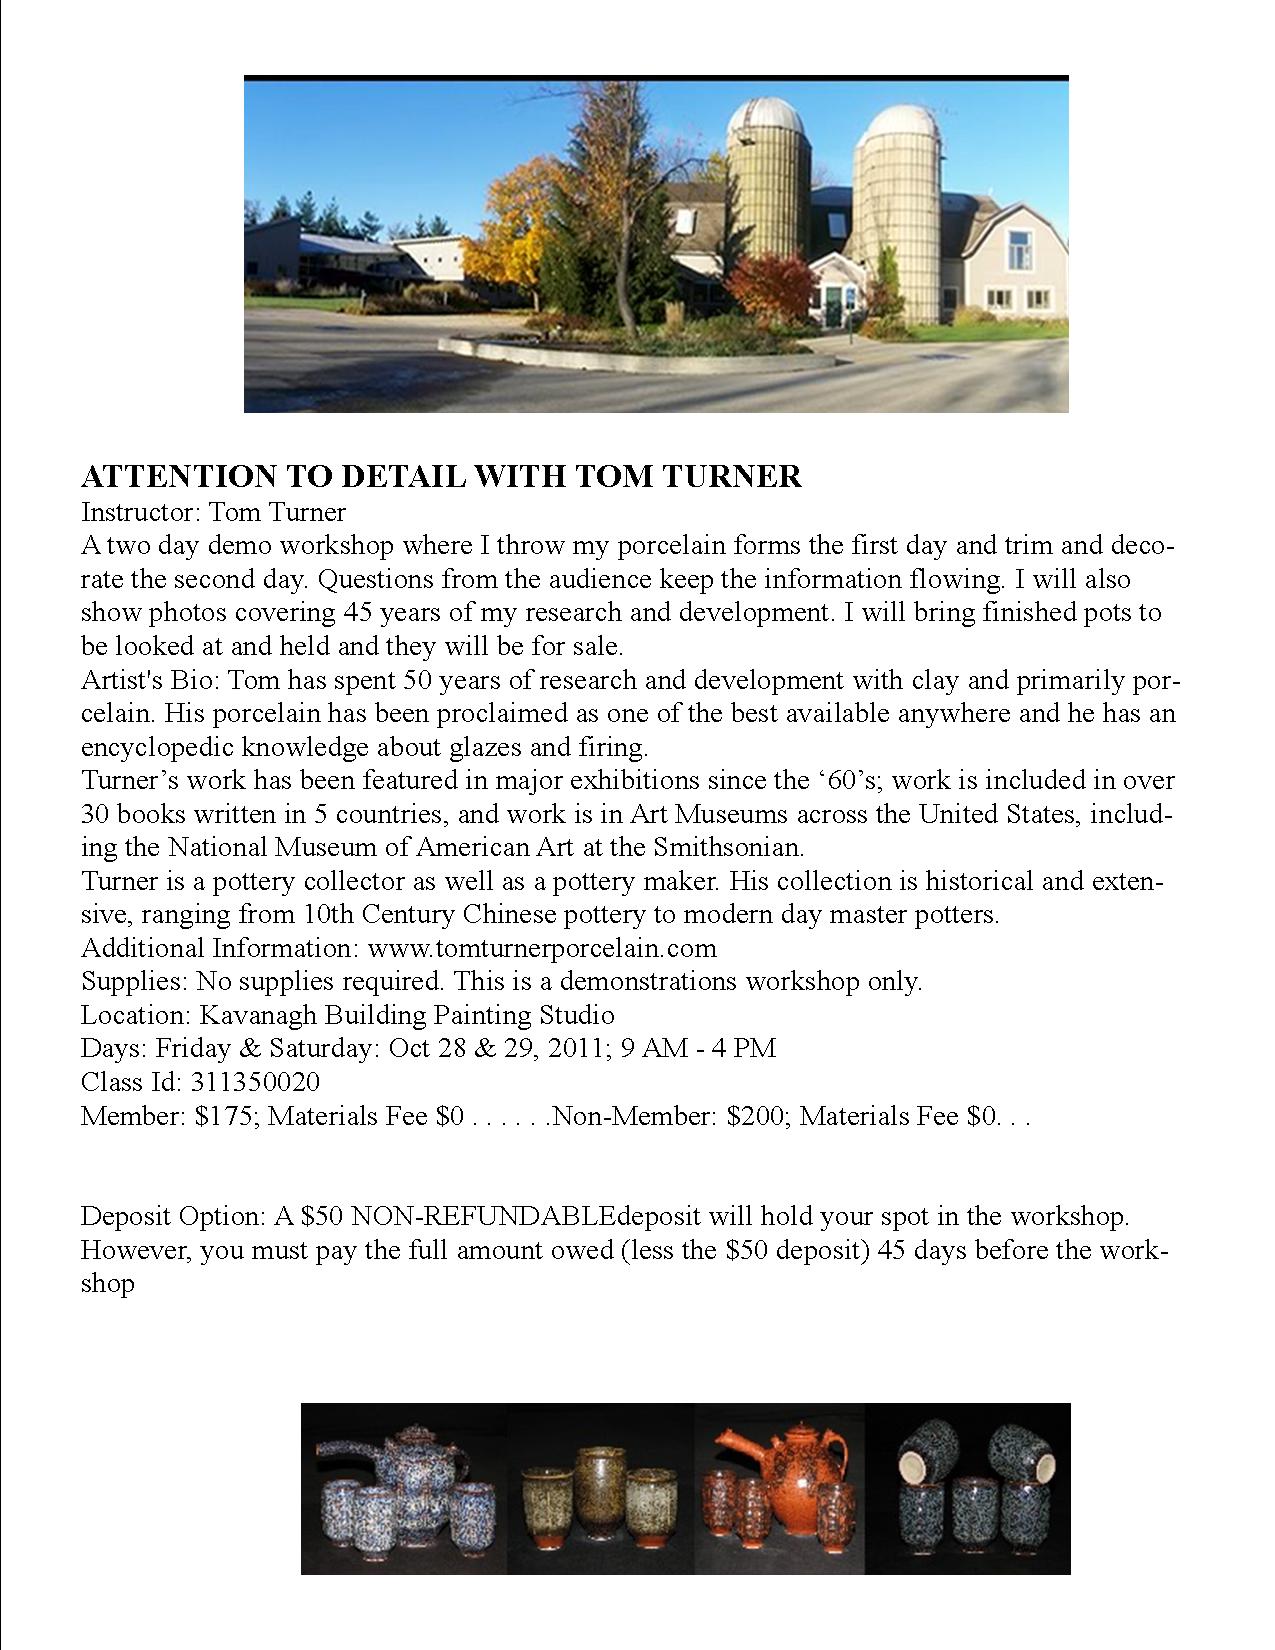 ATTENTION TO DETAIL WITH TOM TURNER
Instructor: Tom Turner
A two day demo workshop where I throw my porcelain forms the first day and trim and deco-
rate the second day. Questions from the audience keep the information flowing. I will also
show photos covering 45 years of my research and development. I will bring finished pots to
be looked at and held and they will be for sale.
Artist's Bio: Tom has spent 50 years of research and development with clay and primarily por-
celain. His porcelain has been proclaimed as one of the best available anywhere and he has an
encyclopedic knowledge about glazes and firing.
Turner’s work has been featured in major exhibitions since the ‘60’s; work is included in over
30 books written in 5 countries, and work is in Art Museums across the United States, includ-
ing the National Museum of American Art at the Smithsonian.
Turner is a pottery collector as well as a pottery maker. His collection is historical and exten-
sive, ranging from 10th Century Chinese pottery to modern day master potters.
Additional Information: www.tomturnerporcelain.com
Supplies: No supplies required. This is a demonstrations workshop only.
Location: Kavanagh Building Painting Studio
Days: Friday & Saturday: Oct 28 & 29, 2011; 9 AM - 4 PM
Class Id: 311350020
Member: $175; Materials Fee $0 . . . . . .Non-Member: $200; Materials Fee $0. . .
Deposit Option: A $50 NON-REFUNDABLEdeposit will hold your spot in the workshop.
However, you must pay the full amount owed (less the $50 deposit) 45 days before the work-
shop